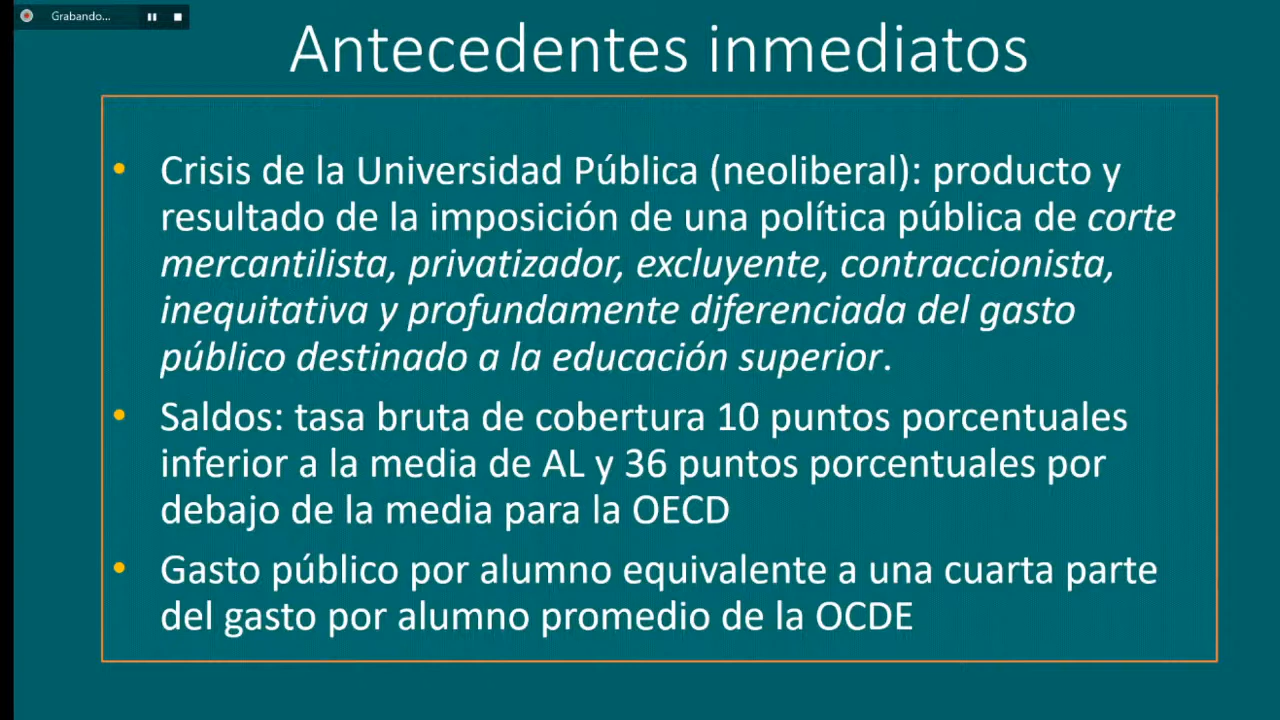 Grabando...
Antecedentes inmediatos
• Crisis de la Universidad Pública (neoliberal): producto y
resultado de la imposición de una política pública de corte
mercantilista, privatizador, excluyente, contraccionista,
inequitativa y profundamente diferenciada del gasto
público destinado a la educación superior.
• Saldos: tasa bruta de cobertura 10 puntos porcentuales
inferior a la media de AL y 36 puntos porcentuales por
debajo de la media para la OECD
• Gasto público por alumno equivalente a una cuarta parte
del gasto por alumno promedio de la OCDE